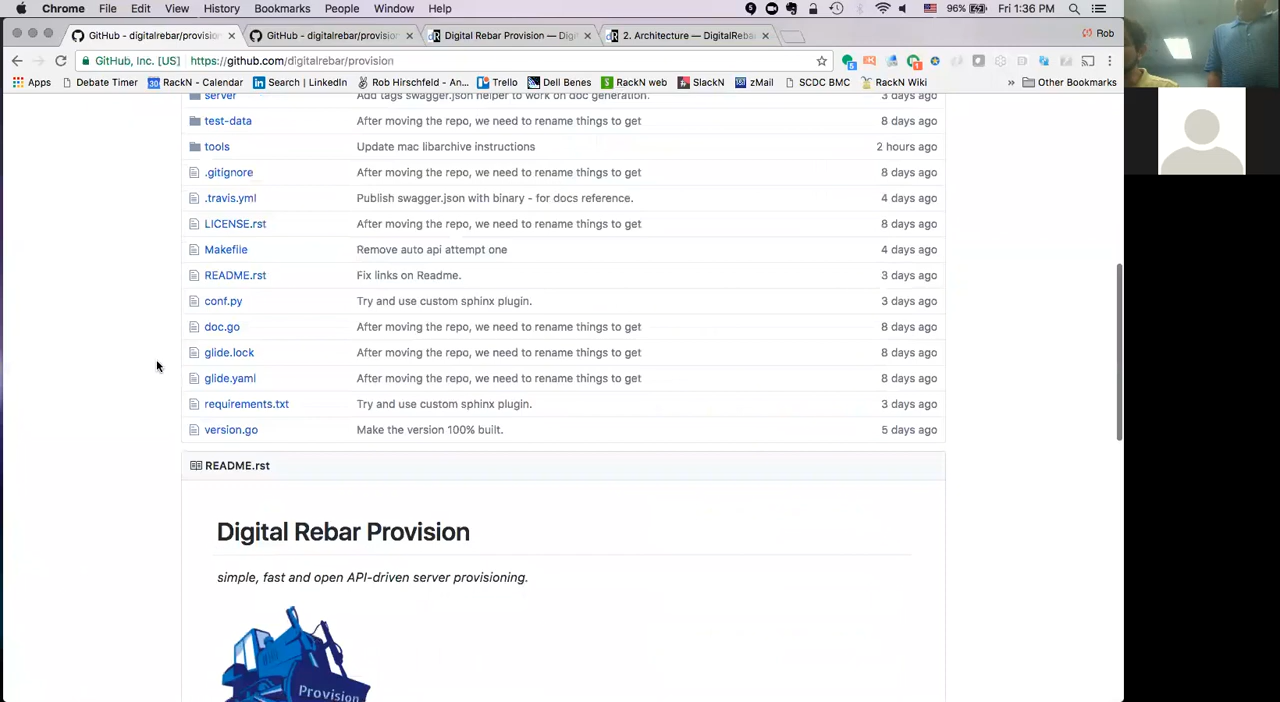 Chrome File Edit View History Bookmarks People Window Help 96% Fri 1:36 PM
GitHub - digitalrebar/provision × GitHub - digitalrebar/provision × Digital Rebar Provision — Digi × 2. Architecture — DigitalReba × Rob
GitHub, Inc. [US] https://github.com/digitalrebar/provision
Apps Debate Timer RackN - Calendar Search | LinkedIn Rob Hirschfeld - An... Trello Dell Benes RackN web SlackN zMail SCDC BMC RackN Wiki » Other Bookmarks
server Add tags swagger.json helper to work on doc generation. 3 days ago
test-data After moving the repo, we need to rename things to get 8 days ago
tools Update mac libarchive instructions 2 hours ago
.gitignore After moving the repo, we need to rename things to get 8 days ago
.travis.yml Publish swagger.json with binary - for docs reference. 4 days ago
LICENSE.rst After moving the repo, we need to rename things to get 8 days ago
Makefile Remove auto api attempt one 4 days ago
README.rst Fix links on Readme. 3 days ago
conf.py Try and use custom sphinx plugin. 3 days ago
doc.go After moving the repo, we need to rename things to get 8 days ago
glide.lock After moving the repo, we need to rename things to get 8 days ago
glide.yaml After moving the repo, we need to rename things to get 8 days ago
requirements.txt Try and use custom sphinx plugin. 3 days ago
version.go Make the version 100% built. 5 days ago
README.rst
Digital Rebar Provision
simple, fast and open API-driven server provisioning.
Provision